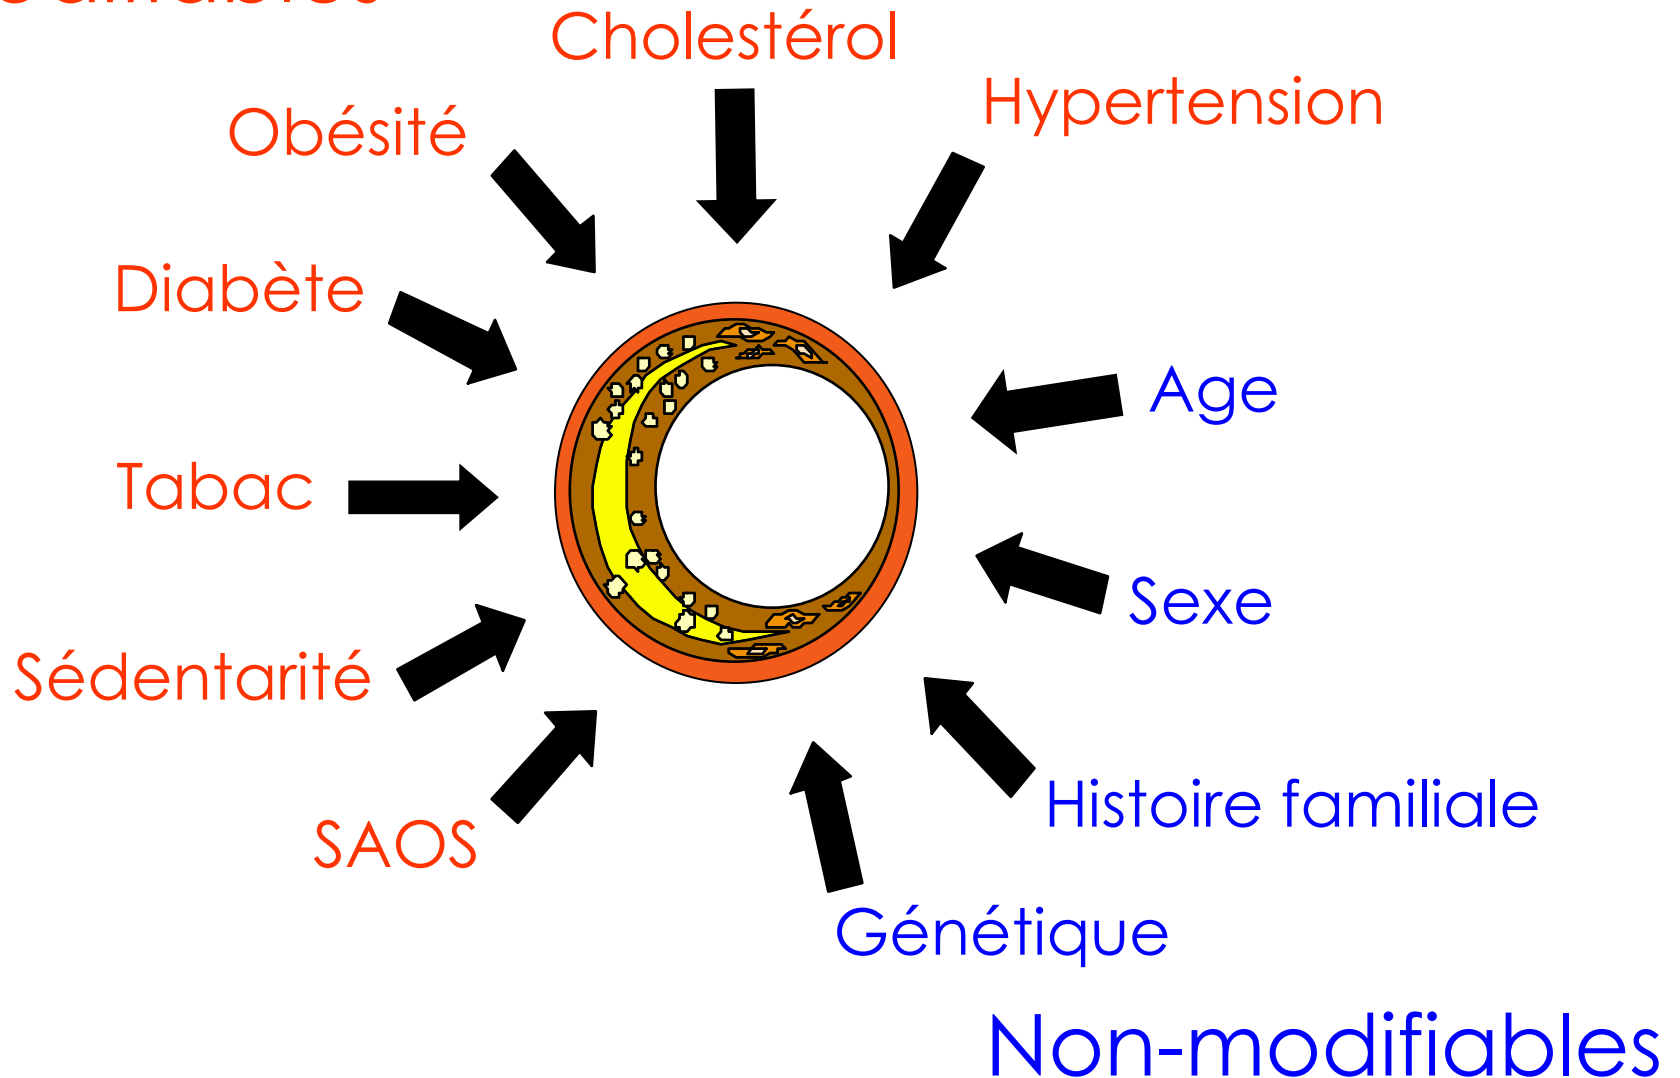 Cholestérol
Hypertension
Obésité
Diabète
Age
Tabac
Sexe
Sédentarité
Histoire familiale
SAOS
Génétique
Non-modifiables